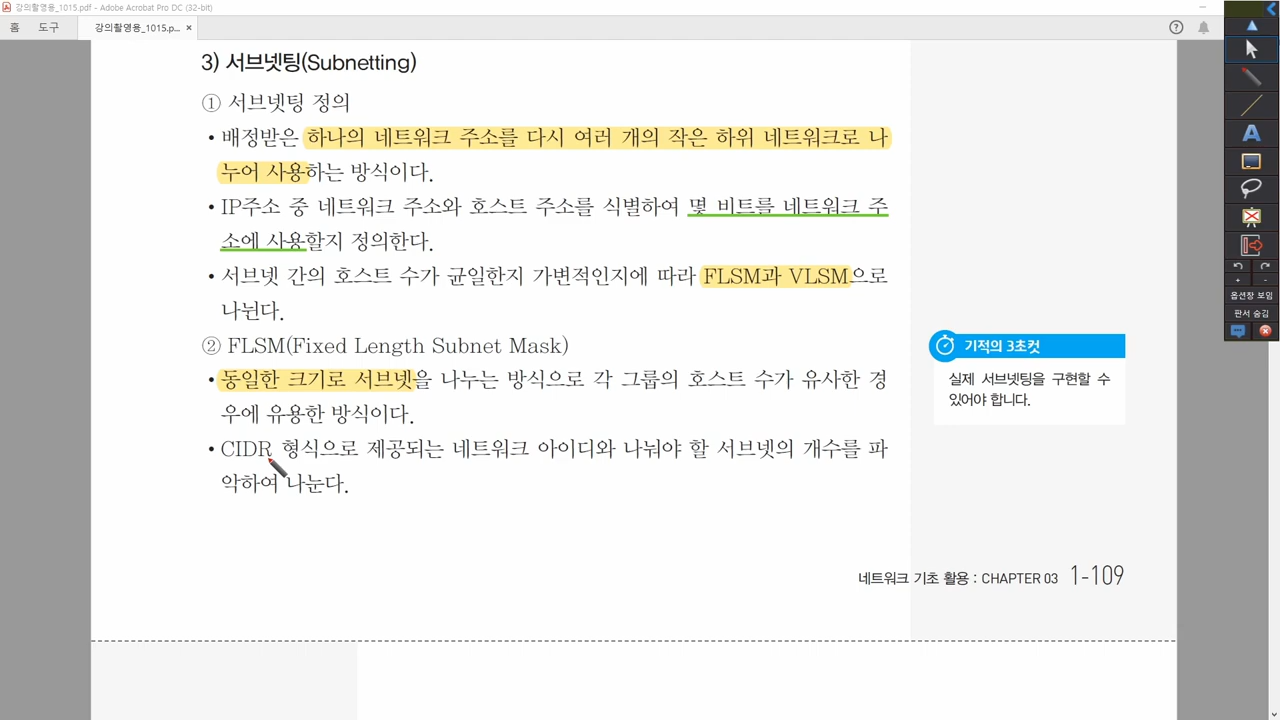 강의촬영용_1015.pdf - Adobe Acrobat Pro DC (32-bit)
홈 도구 강의촬영용_1015.p... ×
3) 서브넷팅(Subnetting)
① 서브넷팅 정의
• 배정받은 하나의 네트워크 주소를 다시 여러 개의 작은 하위 네트워크로 나
누어 사용하는 방식이다.
• IP주소 중 네트워크 주소와 호스트 주소를 식별하여 몇 비트를 네트워크 주
소에 사용할지 정의한다.
• 서브넷 간의 호스트 수가 균일한지 가변적인지에 따라 FLSM과 VLSM으로
나뉜다.
② FLSM(Fixed Length Subnet Mask)
• 동일한 크기로 서브넷을 나누는 방식으로 각 그룹의 호스트 수가 유사한 경
우에 유용한 방식이다.
• CIDR 형식으로 제공되는 네트워크 아이디와 나눠야 할 서브넷의 개수를 파
악하여 나눈다.
기적의 3초컷
실제 서브넷팅을 구현할 수
있어야 합니다.
네트워크 기초 활용 : CHAPTER 03 1-109
옵션장 보임
판서 숨김